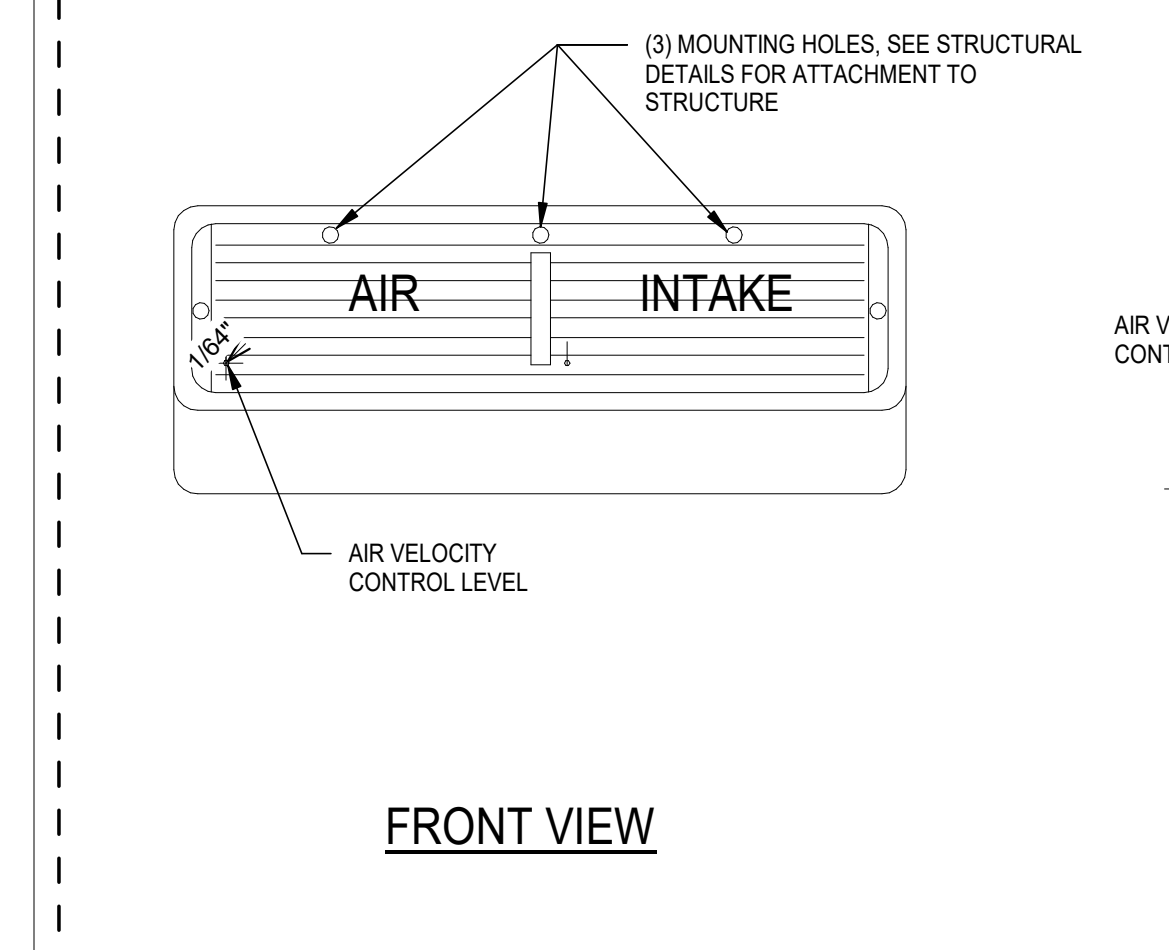 (3) MOUNTING HOLES, SEE STRUCTURAL
DETAILS FOR ATTACHMENT TO
STRUCTURE
AIR INTAKE
1/64"
AIR VELOCITY
CONTROL LEVEL
FRONT VIEW